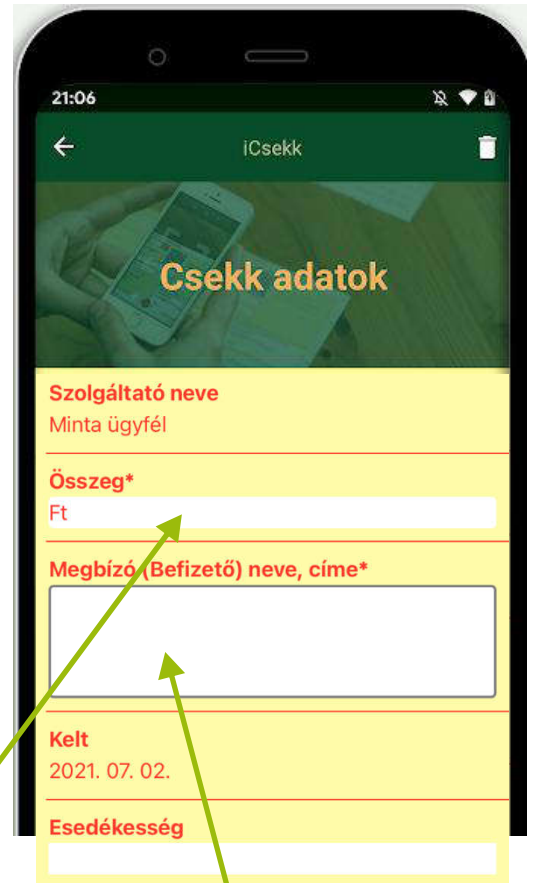 21:06
iCsekk
Csekk adatok
Szolgáltató neve
Minta ügyfél
Összeg*
Ft
Megbízó (Befizető) neve, címe*
Kelt
2021. 07. 02.
Esedékesség